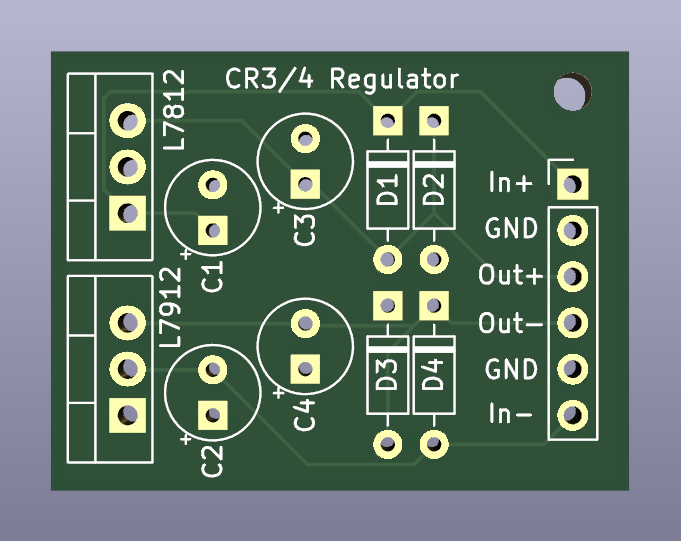 CR3/4 Regulator
L7812
C1
C3
D1
D2
In+
GND
Out+
Out-
GND
In-
L7912
C2
C4
D3
D4
+
+
+
+